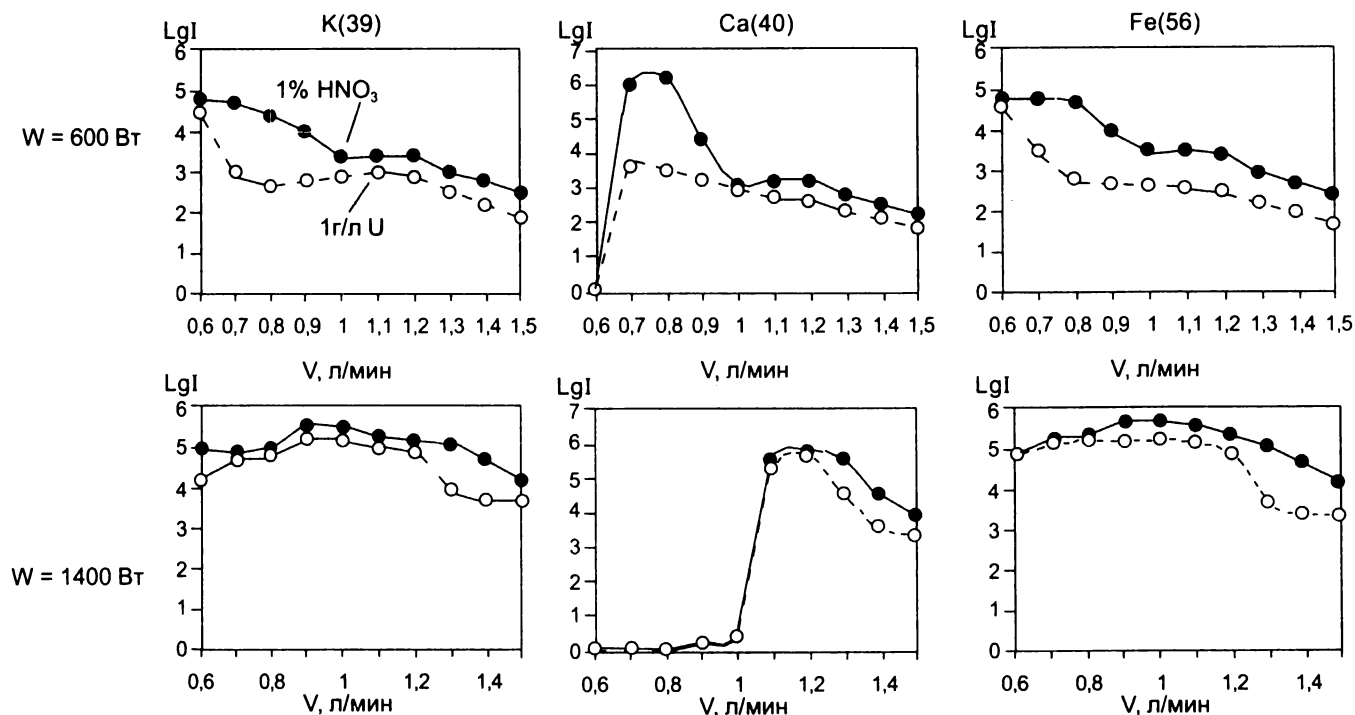 K(39) Ca(40) Fe(56)
LgI LgI LgI
W = 600 Вт
6 5 4 3 2 1 0
1% HNO₃
1г/л U
7 6 5 4 3 2 1 0
6 5 4 3 2 1 0
0,6 0,7 0,8 0,9 1 1,1 1,2 1,3 1,4 1,5
0,6 0,7 0,8 0,9 1 1,1 1,2 1,3 1,4 1,5
0,6 0,7 0,8 0,9 1 1,1 1,2 1,3 1,4 1,5
V, л/мин V, л/мин V, л/мин
LgI LgI LgI
W = 1400 Вт
6 5 4 3 2 1 0
7 6 5 4 3 2 1 0
6 5 4 3 2 1 0
0,6 0,8 1 1,2 1,4
0,6 0,8 1 1,2 1,4
0,6 0,8 1 1,2 1,4
V, л/мин V, л/мин V, л/мин